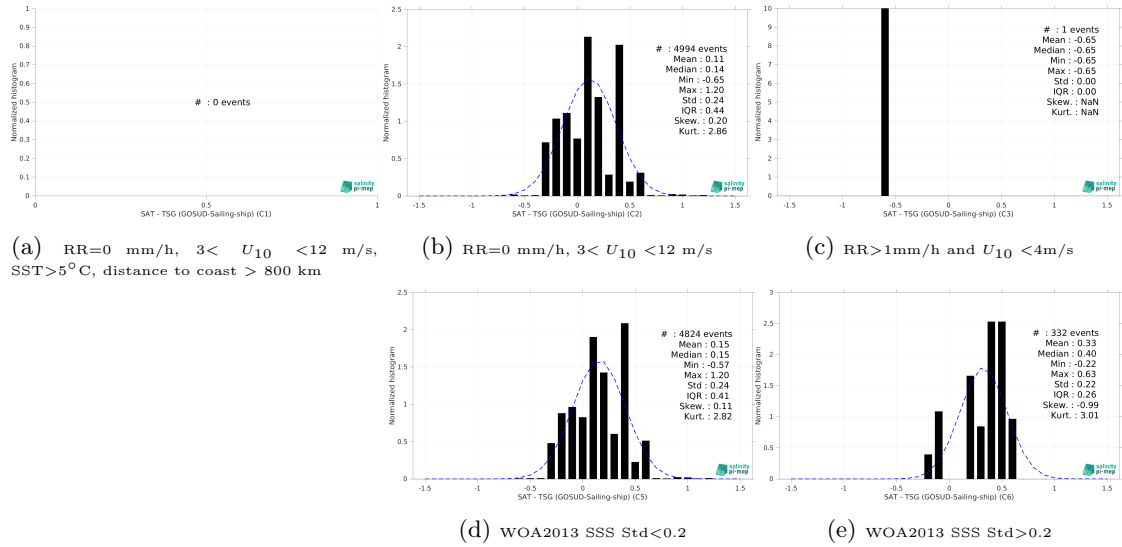 1
0.9
0.8
0.7
0.6
0.5
0.4
0.3
0.2
0.1
0
Normalized histogram
# : 0 events
0 0.5 1
SAT - TSG (GOSUD-Sailing-ship) (C1)
salinity
pi-mep
(a) RR=0 mm/h, 3< U10 <12 m/s,
SST>5°C, distance to coast > 800 km
2.5
2
1.5
1
0.5
0
Normalized histogram
# : 4994 events
Mean : 0.11
Median : 0.14
Min : -0.65
Max : 1.20
Std : 0.24
IQR : 0.44
Skew. : 0.20
Kurt. : 2.86
-1.5 -1 -0.5 0 0.5 1 1.5
SAT - TSG (GOSUD-Sailing-ship) (C2)
salinity
pi-mep
(b) RR=0 mm/h, 3< U10 <12 m/s
10
9
8
7
6
5
4
3
2
1
0
Normalized histogram
# : 1 events
Mean : -0.65
Median : -0.65
Min : -0.65
Max : -0.65
Std : 0.00
IQR : 0.00
Skew. : NaN
Kurt. : NaN
-1.5 -1 -0.5 0 0.5 1 1.5
SAT - TSG (GOSUD-Sailing-ship) (C3)
salinity
pi-mep
(c) RR>1mm/h and U10 <4m/s
2.5
2
1.5
1
0.5
0
Normalized histogram
# : 4824 events
Mean : 0.15
Median : 0.15
Min : -0.57
Max : 1.20
Std : 0.24
IQR : 0.41
Skew. : 0.11
Kurt. : 2.82
-1.5 -1 -0.5 0 0.5 1 1.5
SAT - TSG (GOSUD-Sailing-ship) (C5)
salinity
pi-mep
(d) WOA2013 SSS Std<0.2
3
2.5
2
1.5
1
0.5
0
Normalized histogram
# : 332 events
Mean : 0.33
Median : 0.40
Min : -0.22
Max : 0.63
Std : 0.22
IQR : 0.26
Skew. : -0.99
Kurt. : 3.01
-1.5 -1 -0.5 0 0.5 1 1.5
SAT - TSG (GOSUD-Sailing-ship) (C6)
salinity
pi-mep
(e) WOA2013 SSS Std>0.2